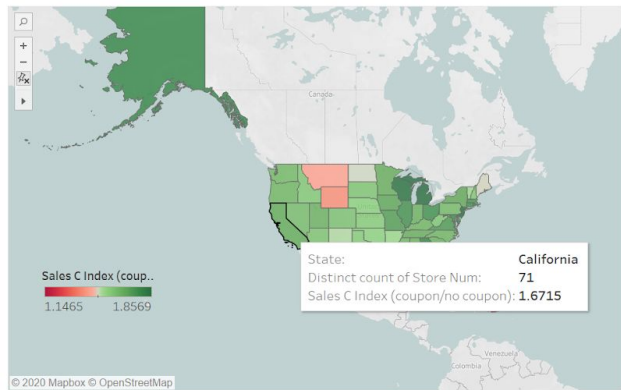 Canada
State: California
Distinct count of Store Num: 71
Sales C Index (coupon/no coupon): 1.6715
Sales C Index (coup..
1.1465 1.8569
Venezuela
Colombia
© 2020 Mapbox © OpenStreetMap